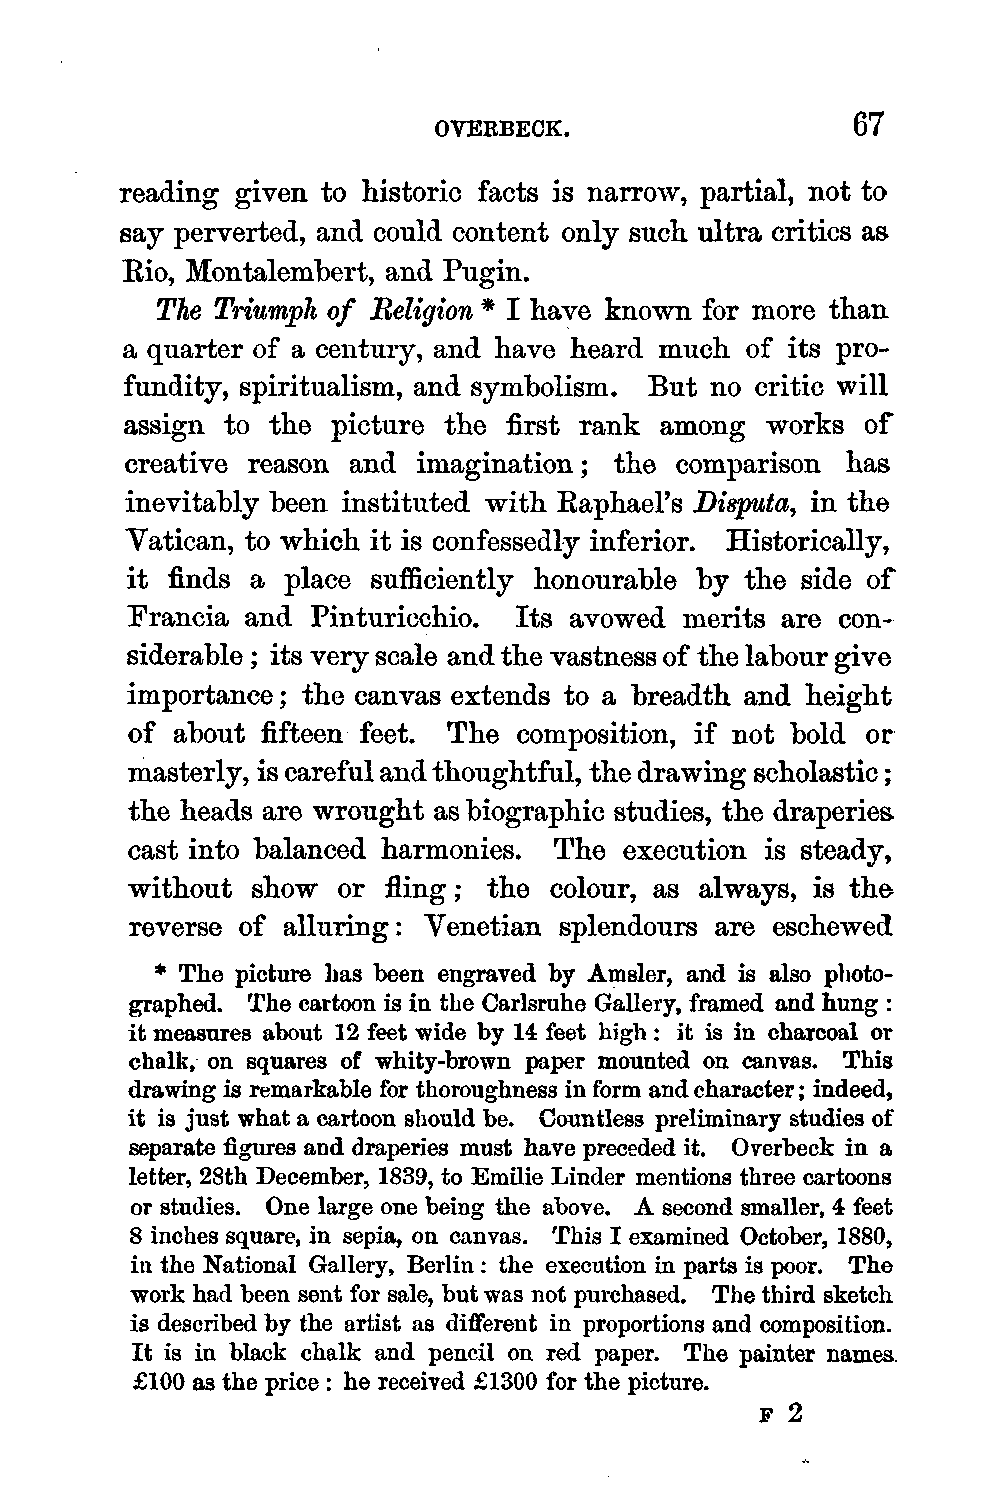 OVERBECK. 67
reading given to historic facts is narrow, partial, not to
say perverted, and could content only such ultra critics as
Rio, Montalembert, and Pugin.
The Triumph of Religion * I have known for more than
a quarter of a century, and have heard much of its pro-
fundity, spiritualism, and symbolism. But no critic will
assign to the picture the first rank among works of
creative reason and imagination; the comparison has
inevitably been instituted with Raphael's Disputa, in the
Vatican, to which it is confessedly inferior. Historically,
it finds a place sufficiently honourable by the side of
Francia and Pinturicchio. Its avowed merits are con-
siderable; its very scale and the vastness of the labour give
importance; the canvas extends to a breadth and height
of about fifteen feet. The composition, if not bold or
masterly, is careful and thoughtful, the drawing scholastic;
the heads are wrought as biographic studies, the draperies
cast into balanced harmonies. The execution is steady,
without show or fling; the colour, as always, is the
reverse of alluring: Venetian splendours are eschewed
* The picture has been engraved by Amsler, and is also photo-
graphed. The cartoon is in the Carlsruhe Gallery, framed and hung:
it measures about 12 feet wide by 14 feet high: it is in charcoal or
chalk, on squares of whity-brown paper mounted on canvas. This
drawing is remarkable for thoroughness in form and character; indeed,
it is just what a cartoon should be. Countless preliminary studies of
separate figures and draperies must have preceded it. Overbeck in a
letter, 28th December, 1839, to Emilie Linder mentions three cartoons
or studies. One large one being the above. A second smaller, 4 feet
8 inches square, in sepia, on canvas. This I examined October, 1880,
in the National Gallery, Berlin: the execution in parts is poor. The
work had been sent for sale, but was not purchased. The third sketch
is described by the artist as different in proportions and composition.
It is in black chalk and pencil on red paper. The painter names
£100 as the price: he received £1300 for the picture.
F 2